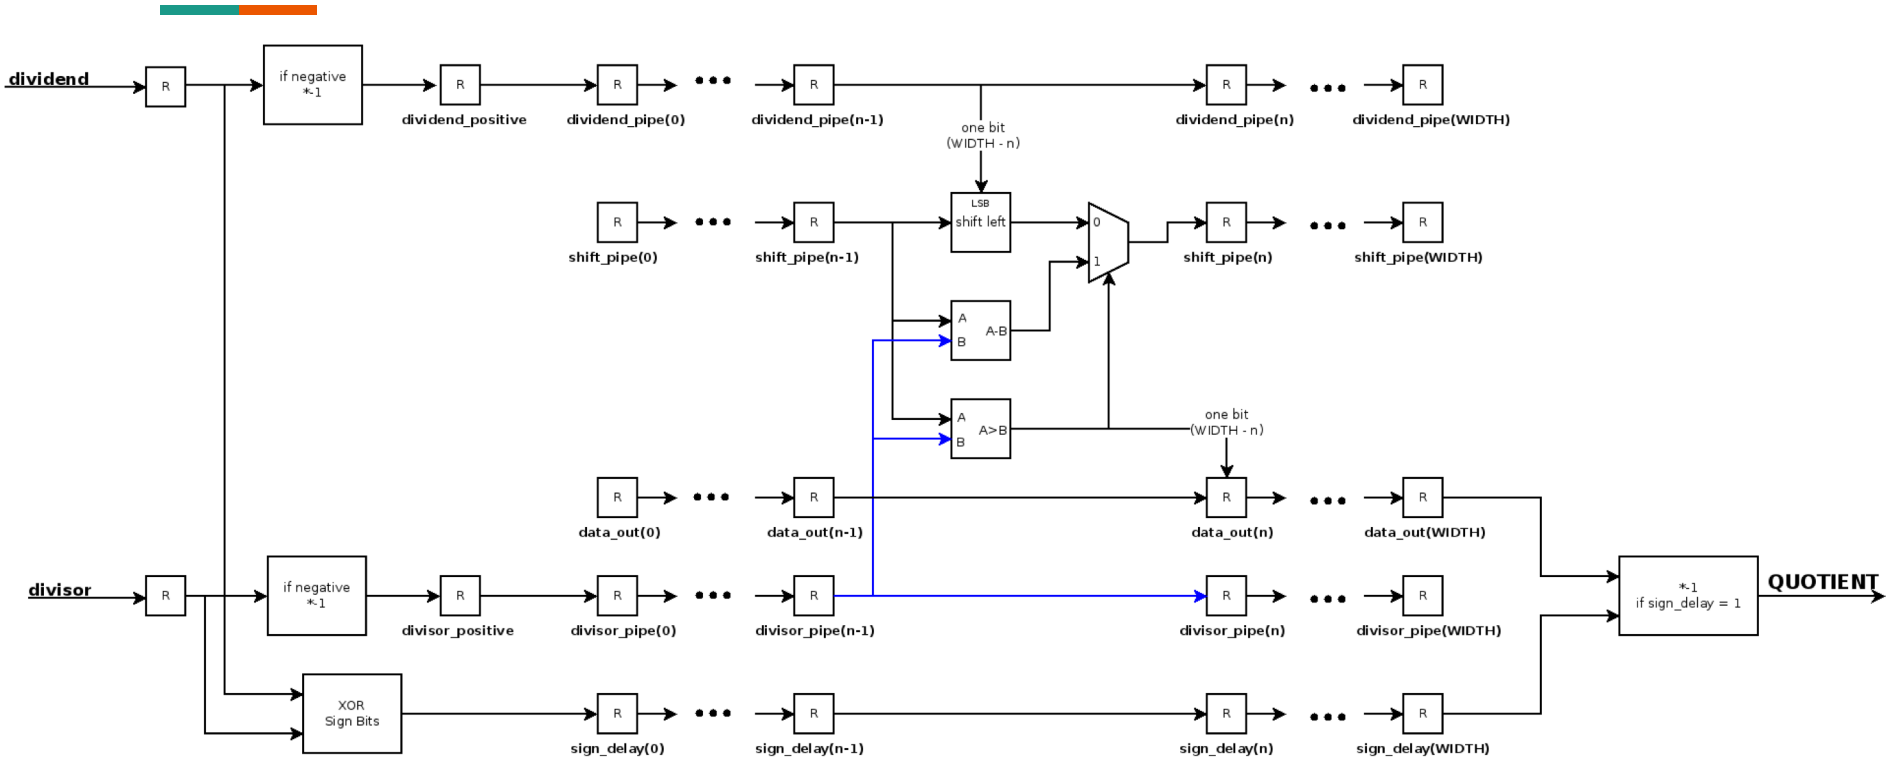 dividend
R
if negative
*-1
R
R
R
R
R
dividend_positive
dividend_pipe(0)
dividend_pipe(n-1)
dividend_pipe(n)
dividend_pipe(WIDTH)
one bit
(WIDTH - n)
R
R
LSB
shift left
0
1
R
R
shift_pipe(0)
shift_pipe(n-1)
shift_pipe(n)
shift_pipe(WIDTH)
A
B
A-B
A
B
A>B
one bit
(WIDTH - n)
R
R
R
R
data_out(0)
data_out(n-1)
data_out(n)
data_out(WIDTH)
divisor
R
if negative
*-1
R
R
R
R
R
divisor_positive
divisor_pipe(0)
divisor_pipe(n-1)
divisor_pipe(n)
divisor_pipe(WIDTH)
*-1
if sign_delay = 1
QUOTIENT
XOR
Sign Bits
R
R
R
R
sign_delay(0)
sign_delay(n-1)
sign_delay(n)
sign_delay(WIDTH)